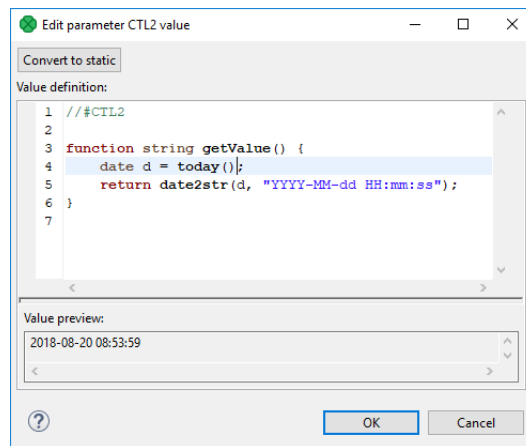 Edit parameter CTL2 value
Convert to static
Value definition:
1 //#CTL2
2
3 function string getValue() {
4 date d = today();
5 return date2str(d, "YYYY-MM-dd HH:mm:ss");
6 }
7
Value preview:
2018-08-20 08:53:59
? OK Cancel